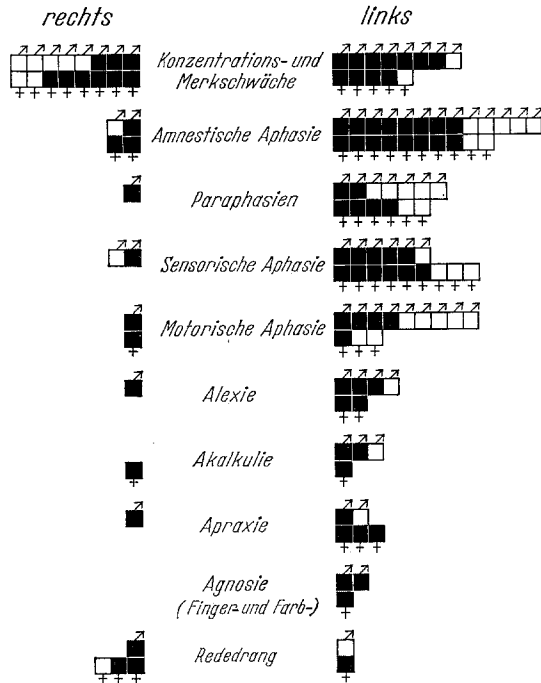 rechts links
Konzentrations- und
Merkschwäche
Amnestische Aphasie
Paraphasien
Sensorische Aphasie
Motorische Aphasie
Alexie
Akalkulie
Apraxie
Agnosie
(Finger- und Farb-)
Rededrang